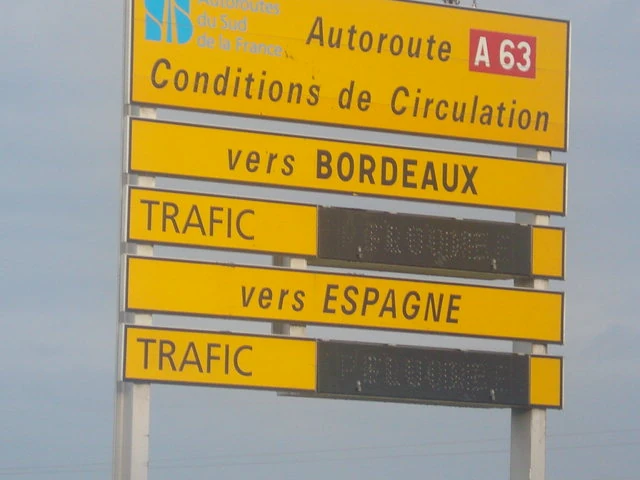 Autoroutes
du Sud
de la France
Autoroute A 63
Conditions de Circulation
vers BORDEAUX
TRAFIC
vers ESPAGNE
TRAFIC